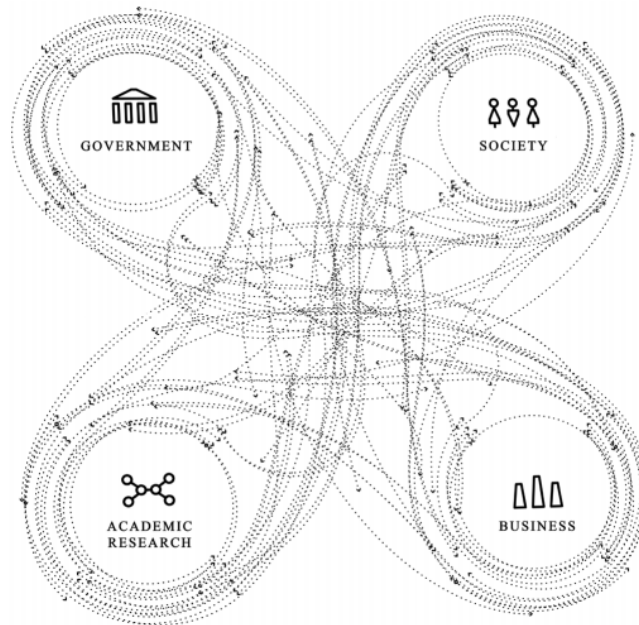 GOVERNMENT
SOCIETY
ACADEMIC
RESEARCH
BUSINESS